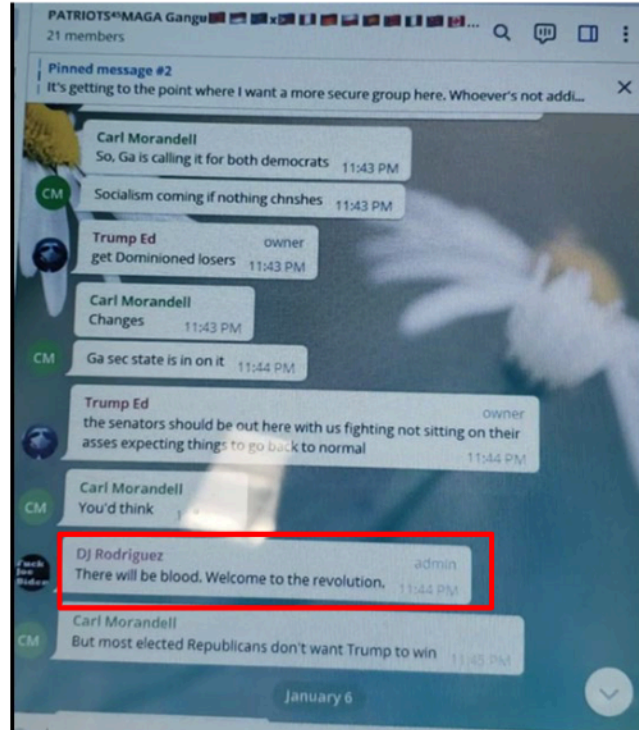 PATRIOTS⁴⁵MAGA Gangu
21 members
Pinned message #2
It's getting to the point where I want a more secure group here. Whoever's not addi...
Carl Morandell
So, Ga is calling it for both democrats 11:43 PM
CM
Socialism coming if nothing chnshes 11:43 PM
Trump Ed owner
get Dominioned losers 11:43 PM
Carl Morandell
Changes 11:43 PM
CM
Ga sec state is in on it 11:44 PM
Trump Ed owner
the senators should be out here with us fighting not sitting on their
asses expecting things to go back to normal 11:44 PM
Carl Morandell
CM
You'd think
DJ Rodriguez admin
Fuck
Joe
Biden
There will be blood. Welcome to the revolution. 11:44 PM
Carl Morandell
CM
But most elected Republicans don't want Trump to win 11:45 PM
January 6